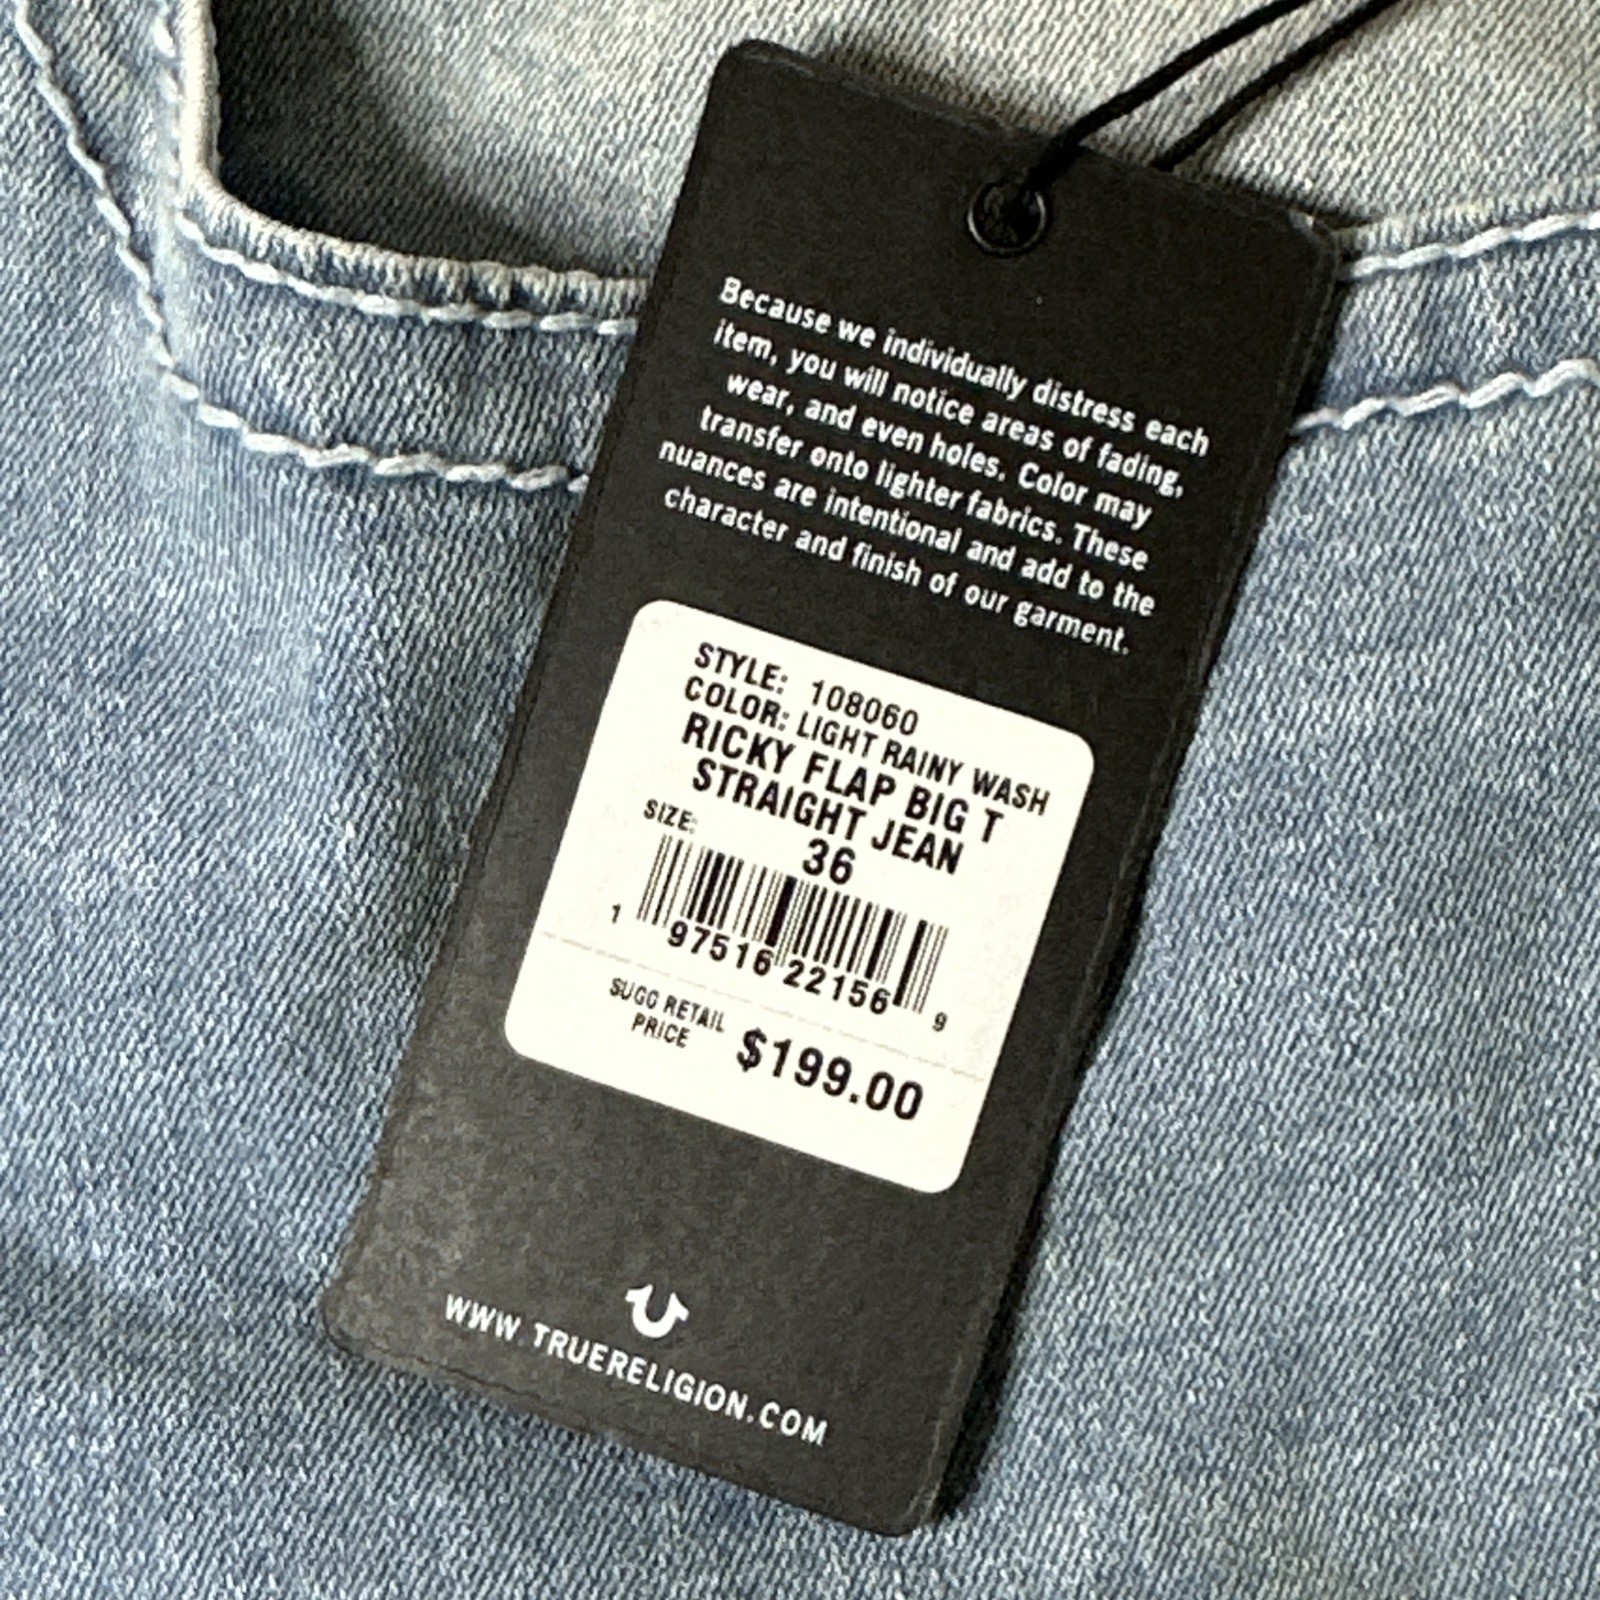 Because we individually distress each
item, you will notice areas of fading,
wear, and even holes. Color may
transfer onto lighter fabrics. These
nuances are intentional and add to the
character and finish of our garment.
STYLE: 108060
COLOR: LIGHT RAINY WASH
RICKY FLAP BIG T
STRAIGHT JEAN
SIZE: 36
1 97516 22156 9
SUGG RETAIL
PRICE $199.00
WWW.TRUERELIGION.COM